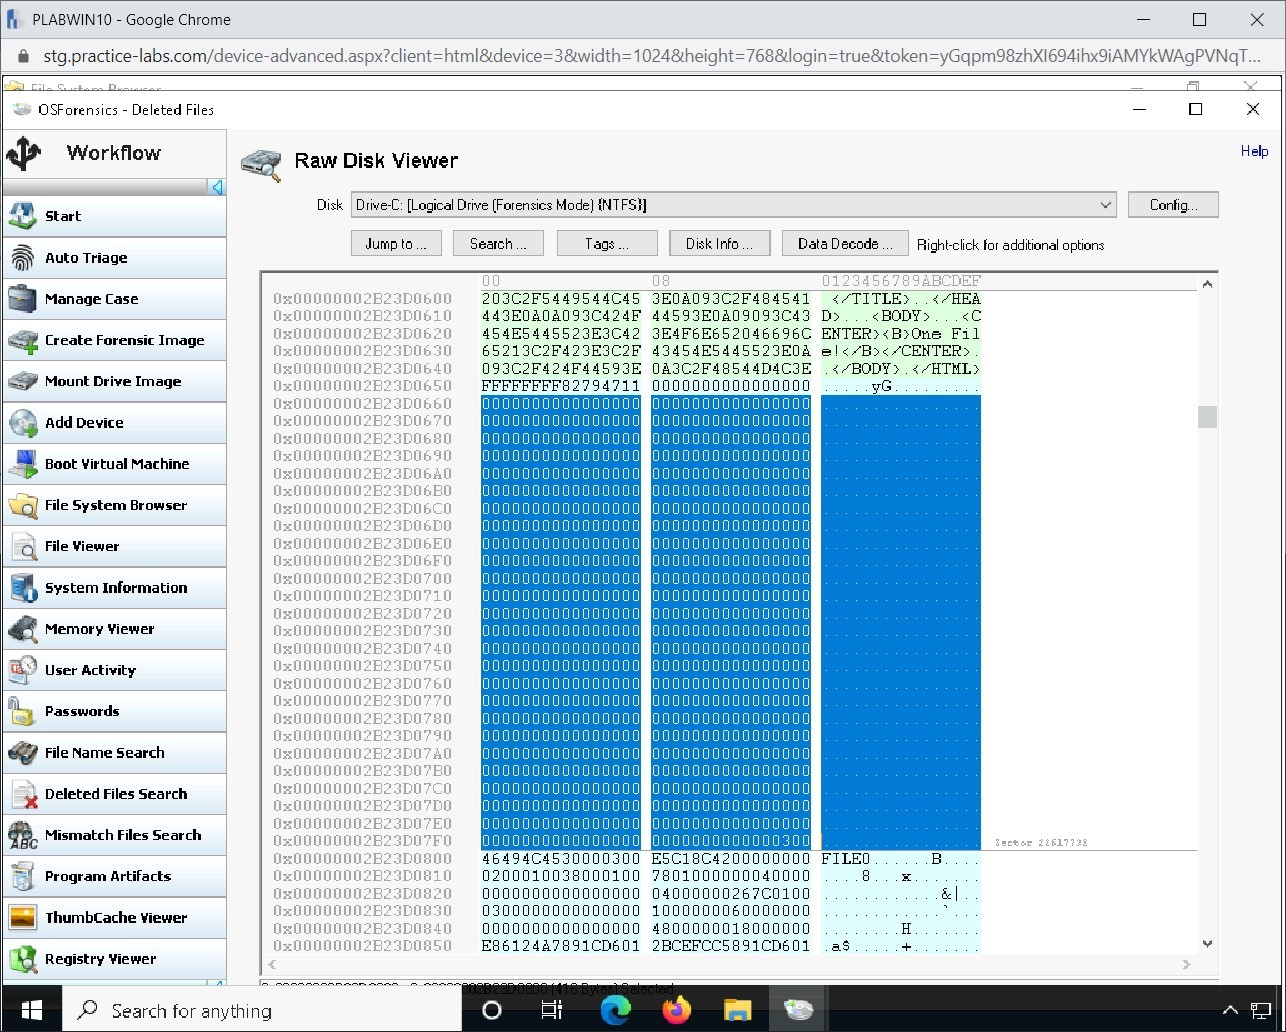 PLABWIN10 - Google Chrome
stg.practice-labs.com/device-advanced.aspx?client=html&device=3&width=1024&height=768&login=true&token=yGqpm98zhXI694ihx9iAMYkWAgPVNqT...
File System Browser
OSForensics - Deleted Files
Workflow
Start
Auto Triage
Manage Case
Create Forensic Image
Mount Drive Image
Add Device
Boot Virtual Machine
File System Browser
File Viewer
System Information
Memory Viewer
User Activity
Passwords
File Name Search
Deleted Files Search
Mismatch Files Search
Program Artifacts
ThumbCache Viewer
Registry Viewer
Raw Disk Viewer
Help
Disk Drive-C: [Logical Drive (Forensics Mode) {NTFS}] Config...
Jump to ... Search ... Tags ... Disk Info ... Data Decode ... Right-click for additional options
00 08 0123456789ABCDEF
0x00000002B23D0600 203C2F5449544C45 3E0A093C2F484541 </TITLE>..</HEA
0x00000002B23D0610 443E0A0A093C424F 44593E0A09093C43 D>...<BODY>...<C
0x00000002B23D0620 454E5445523E3C42 3E4F6E652046696C ENTER><B>One Fil
0x00000002B23D0630 65213C2F423E3C2F 43454E5445523E0A e!</B></CENTER>.
0x00000002B23D0640 093C2F424F44593E 0A3C2F48544D4C3E .</BODY>.</HTML>
0x00000002B23D0650 FFFFFFFF82794711 0000000000000000 .....yG.........
0x00000002B23D0660 0000000000000000 0000000000000000 ................
0x00000002B23D0670 0000000000000000 0000000000000000 ................
0x00000002B23D0680 0000000000000000 0000000000000000 ................
0x00000002B23D0690 0000000000000000 0000000000000000 ................
0x00000002B23D06A0 0000000000000000 0000000000000000 ................
0x00000002B23D06B0 0000000000000000 0000000000000000 ................
0x00000002B23D06C0 0000000000000000 0000000000000000 ................
0x00000002B23D06D0 0000000000000000 0000000000000000 ................
0x00000002B23D06E0 0000000000000000 0000000000000000 ................
0x00000002B23D06F0 0000000000000000 0000000000000000 ................
0x00000002B23D0700 0000000000000000 0000000000000000 ................
0x00000002B23D0710 0000000000000000 0000000000000000 ................
0x00000002B23D0720 0000000000000000 0000000000000000 ................
0x00000002B23D0730 0000000000000000 0000000000000000 ................
0x00000002B23D0740 0000000000000000 0000000000000000 ................
0x00000002B23D0750 0000000000000000 0000000000000000 ................
0x00000002B23D0760 0000000000000000 0000000000000000 ................
0x00000002B23D0770 0000000000000000 0000000000000000 ................
0x00000002B23D0780 0000000000000000 0000000000000000 ................
0x00000002B23D0790 0000000000000000 0000000000000000 ................
0x00000002B23D07A0 0000000000000000 0000000000000000 ................
0x00000002B23D07B0 0000000000000000 0000000000000000 ................
0x00000002B23D07C0 0000000000000000 0000000000000000 ................
0x00000002B23D07D0 0000000000000000 0000000000000000 ................
0x00000002B23D07E0 0000000000000000 0000000000000000 ................
0x00000002B23D07F0 0000000000000000 0000000000000300 ................ Sector 22617732
0x00000002B23D0800 46494C4530000300 E5C18C4200000000 FILE0......B....
0x00000002B23D0810 0200010038000100 7801000000040000 ....8...x.......
0x00000002B23D0820 0000000000000000 04000000267C0100 ............&|..
0x00000002B23D0830 0300000000000000 1000000060000000 ............`...
0x00000002B23D0840 0000000000000000 4800000018000000 ........H.......
0x00000002B23D0850 E86124A7891CD601 2BCEFCC5891CD601 .a$.....+.......
Search for anything